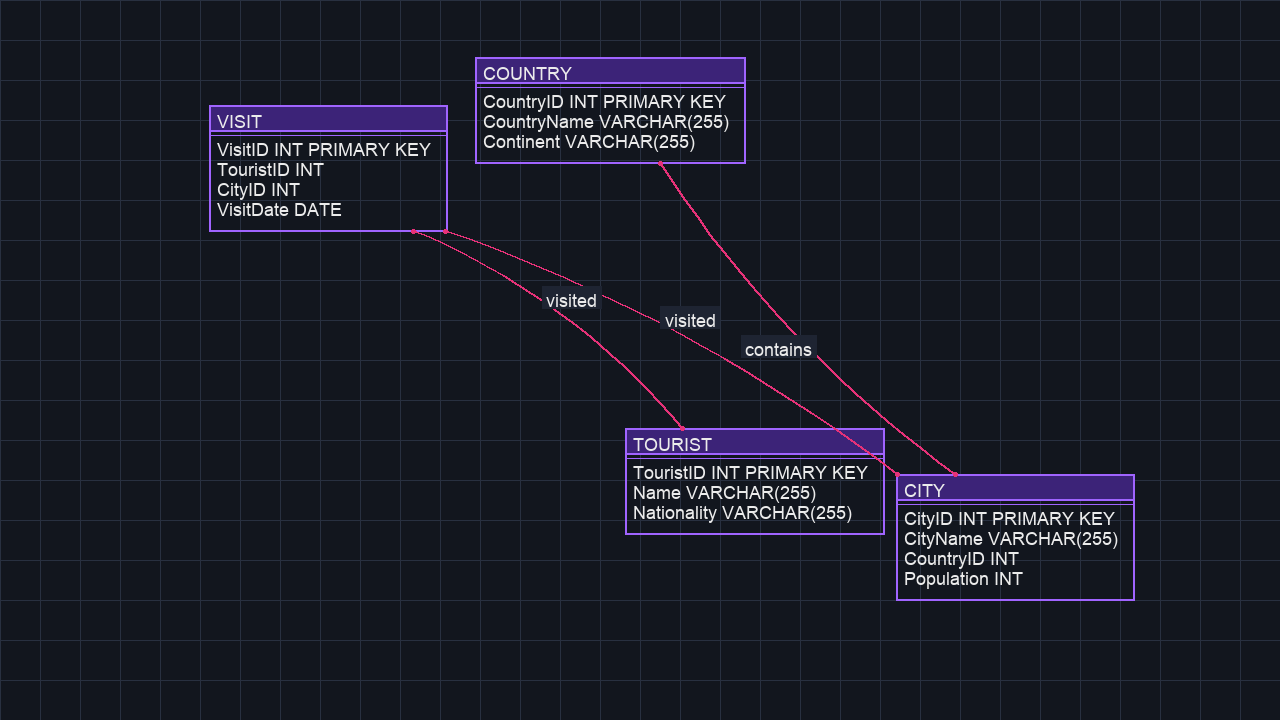 COUNTRY
CountryID INT PRIMARY KEY
CountryName VARCHAR(255)
Continent VARCHAR(255)
VISIT
VisitID INT PRIMARY KEY
TouristID INT
CityID INT
VisitDate DATE
visited
visited
contains
TOURIST
TouristID INT PRIMARY KEY
Name VARCHAR(255)
Nationality VARCHAR(255)
CITY
CityID INT PRIMARY KEY
CityName VARCHAR(255)
CountryID INT
Population INT